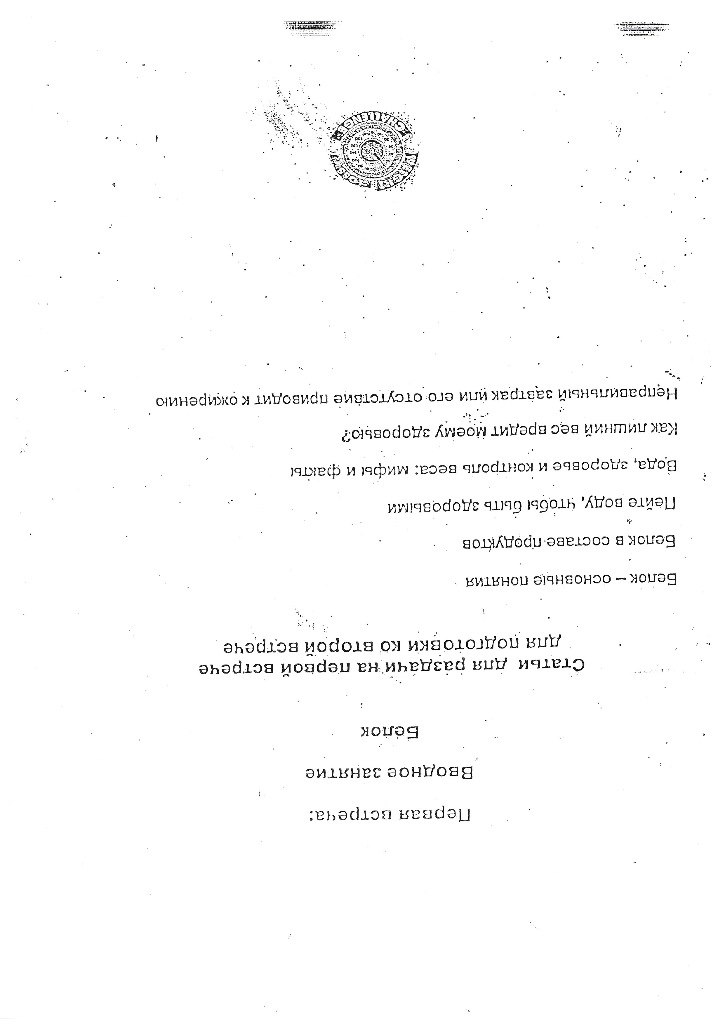 Первая встреча:
Вводное занятие
Белок
Статьи для раздачи на первой встрече
для подготовки ко второй встрече
Белок – основные понятия
Белок в составе продуктов
Пейте воду, чтобы быть здоровыми
Вода, здоровье и контроль веса: мифы и факты
Как лишний вес вредит моему здоровью?
Неправильный завтрак или его отсутствие приводит к ожирению